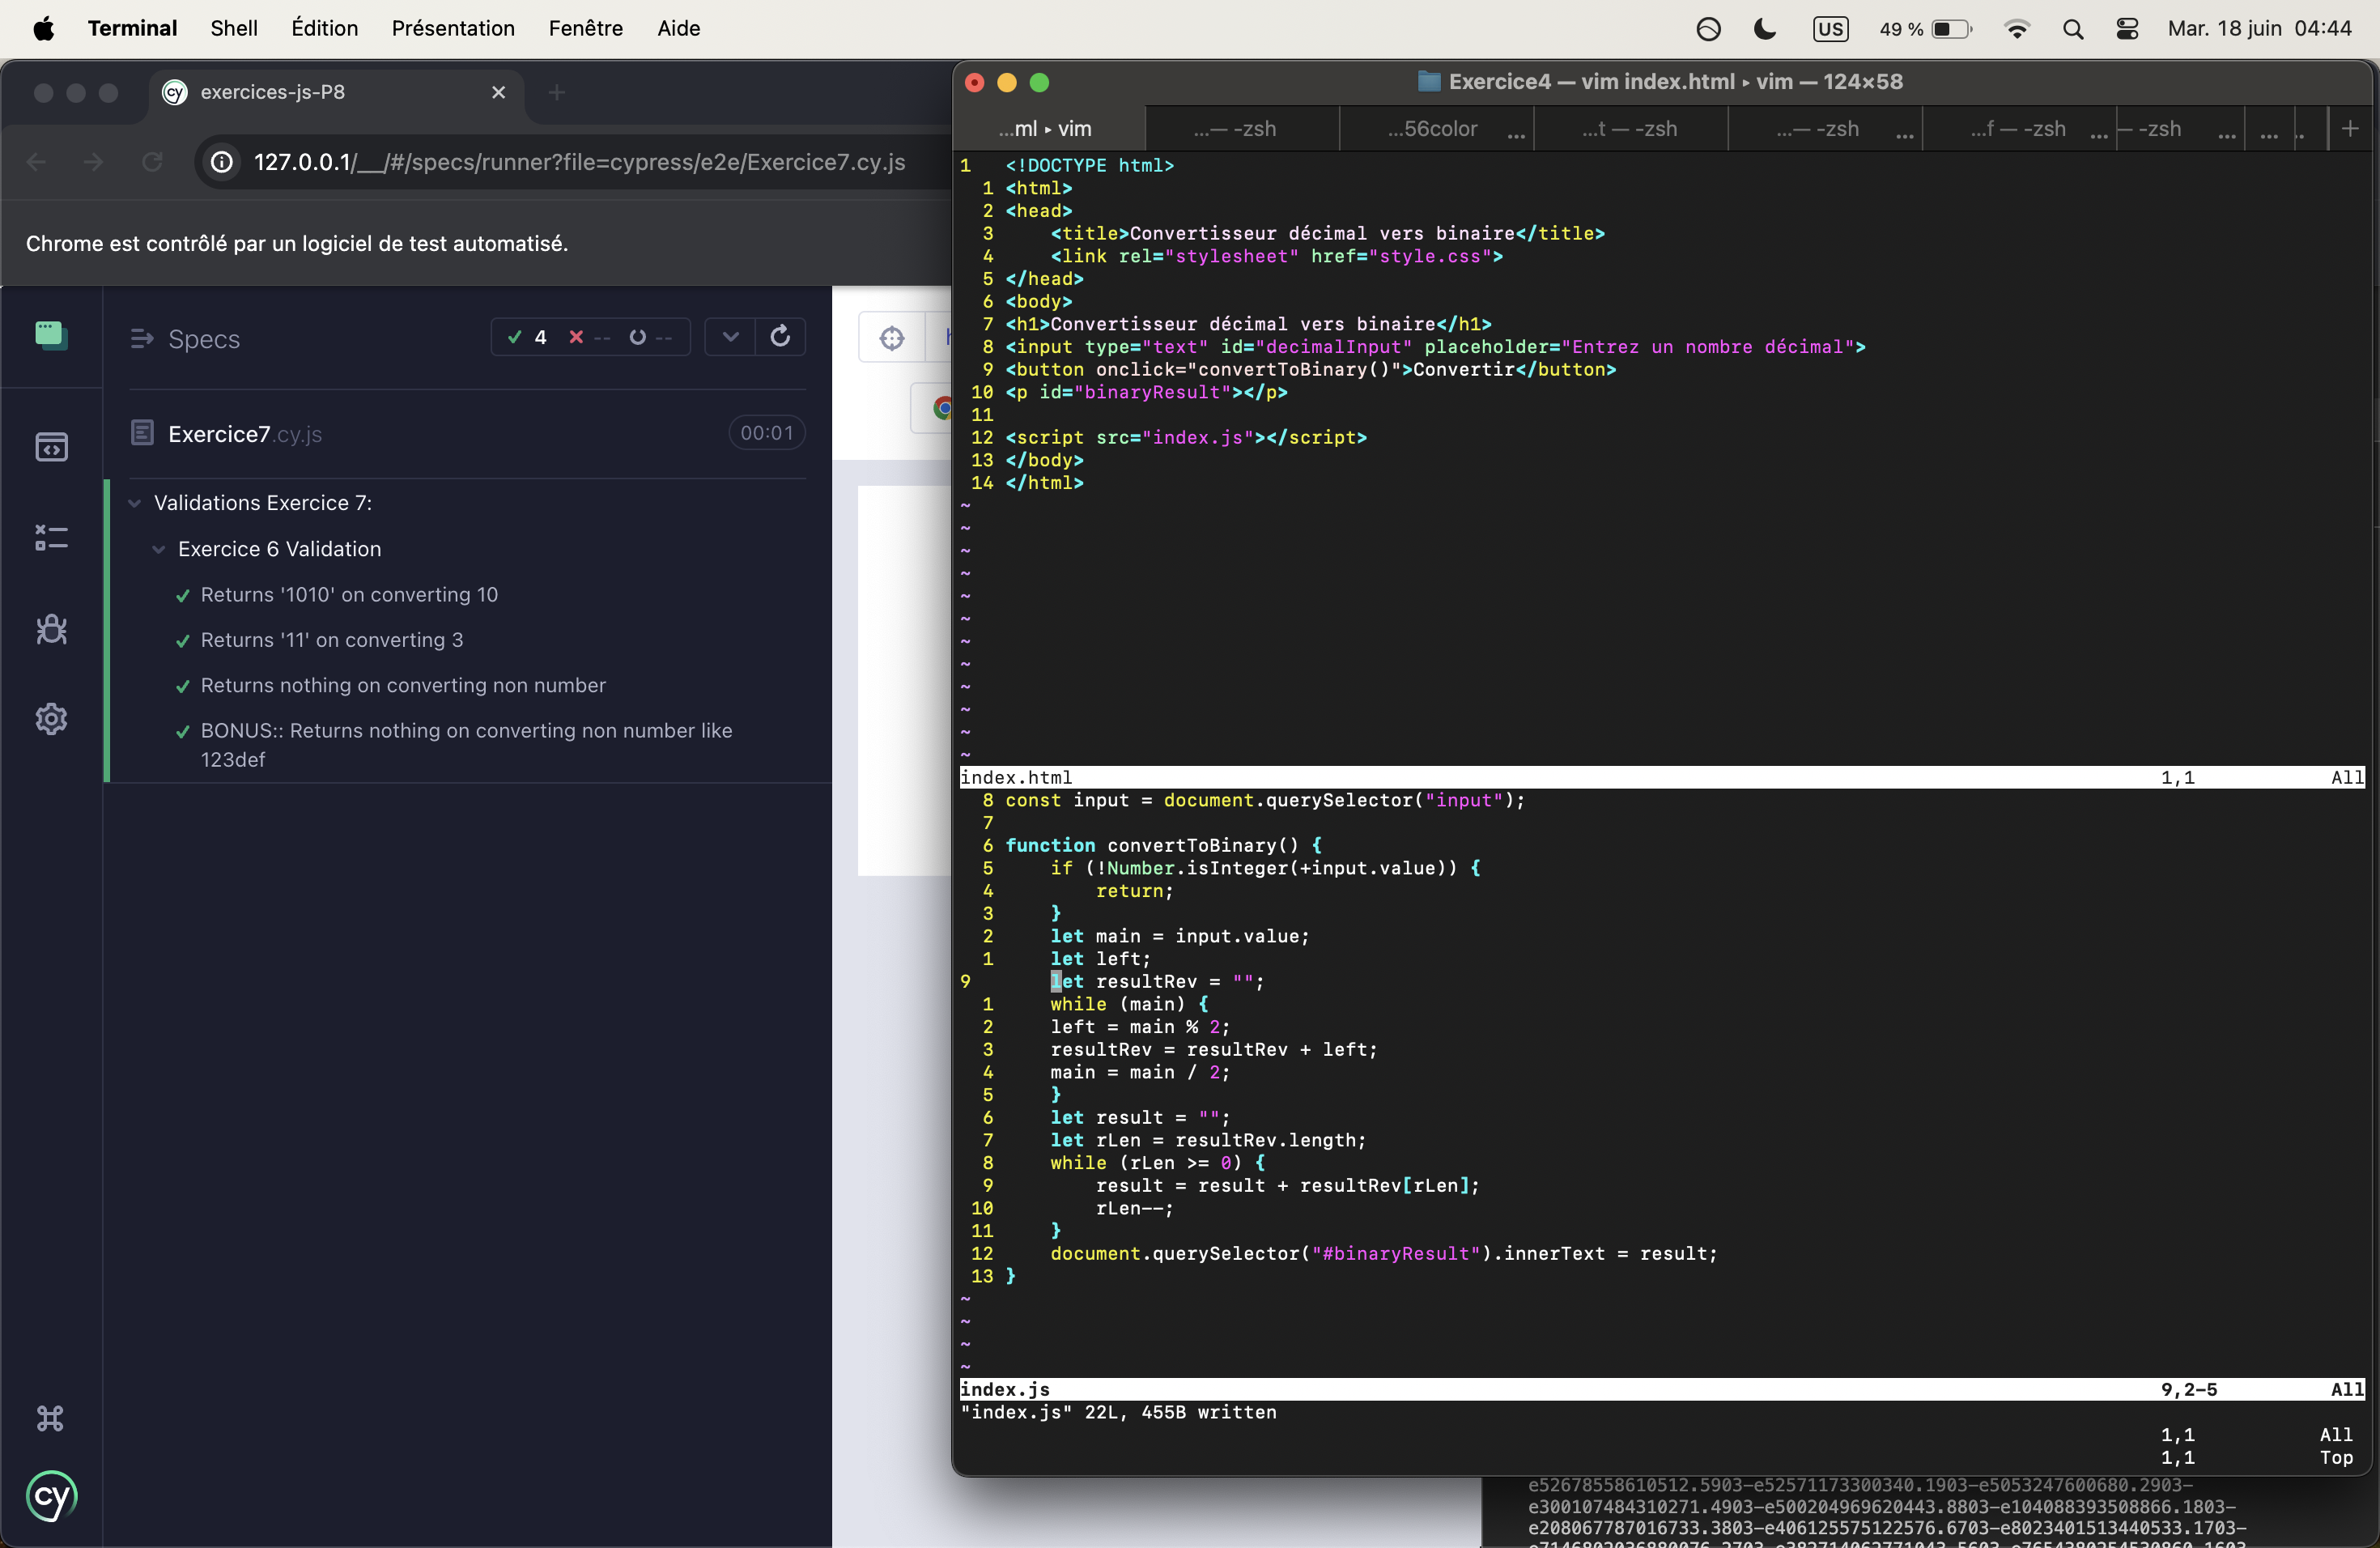 Terminal Shell Édition Présentation Fenêtre Aide US 49 % Mar. 18 juin 04:44
exercices-js-P8
127.0.0.1/__/#/specs/runner?file=cypress/e2e/Exercice7.cy.js
Chrome est contrôlé par un logiciel de test automatisé.
Specs 4 -- --
Exercice7.cy.js 00:01
Validations Exercice 7:
Exercice 6 Validation
Returns '1010' on converting 10
Returns '11' on converting 3
Returns nothing on converting non number
BONUS:: Returns nothing on converting non number like
123def
cy
Exercice4 — vim index.html ▸ vim — 124×58
...ml ▸ vim ...— -zsh ...56color ... ...t — -zsh ...— -zsh ... ...f — -zsh ... — -zsh ... ... ..
1 <!DOCTYPE html>
1 <html>
2 <head>
3 <title>Convertisseur décimal vers binaire</title>
4 <link rel="stylesheet" href="style.css">
5 </head>
6 <body>
7 <h1>Convertisseur décimal vers binaire</h1>
8 <input type="text" id="decimalInput" placeholder="Entrez un nombre décimal">
9 <button onclick="convertToBinary()">Convertir</button>
10 <p id="binaryResult"></p>
11
12 <script src="index.js"></script>
13 </body>
14 </html>
~
~
~
~
~
~
~
~
~
~
~
~
index.html 1,1 All
8 const input = document.querySelector("input");
7
6 function convertToBinary() {
5 if (!Number.isInteger(+input.value)) {
4 return;
3 }
2 let main = input.value;
1 let left;
9 let resultRev = "";
1 while (main) {
2 left = main % 2;
3 resultRev = resultRev + left;
4 main = main / 2;
5 }
6 let result = "";
7 let rLen = resultRev.length;
8 while (rLen >= 0) {
9 result = result + resultRev[rLen];
10 rLen--;
11 }
12 document.querySelector("#binaryResult").innerText = result;
13 }
~
~
~
~
index.js 9,2-5 All
"index.js" 22L, 455B written
1,1 All
1,1 Top
e52678558610512.5903-e52571173300340.1903-e5053247600680.2903-
e300107484310271.4903-e500204969620443.8803-e104088393508866.1803-
e208067787016733.3803-e406125575122576.6703-e8023401513440533.1703-